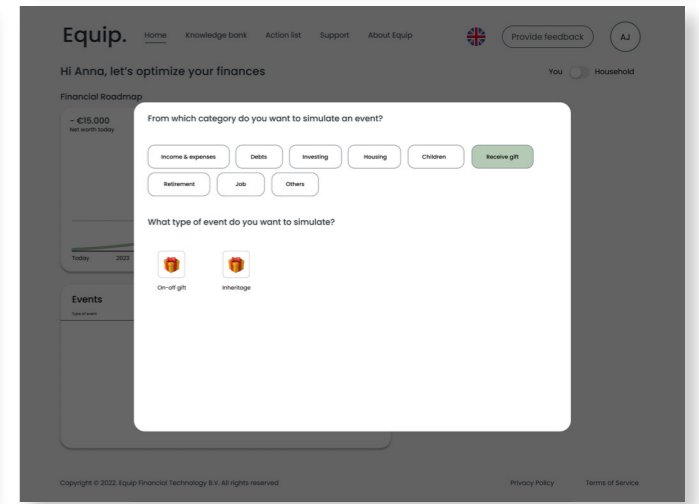 Equip. Home Knowledge bank Action list Support About Equip Provide feedback AJ
Hi Anna, let's optimize your finances You Household
Financial Roadmap
- €15.000
Net worth today
From which category do you want to simulate an event?
Income & expenses Debts Investing Housing Children Receive gift
Retirement Job Others
What type of event do you want to simulate?
On-off gift Inheritage
Today 2023
Events
Type of event
Copyright © 2022. Equip Financial Technology B.V. All rights reserved Privacy Policy Terms of Service